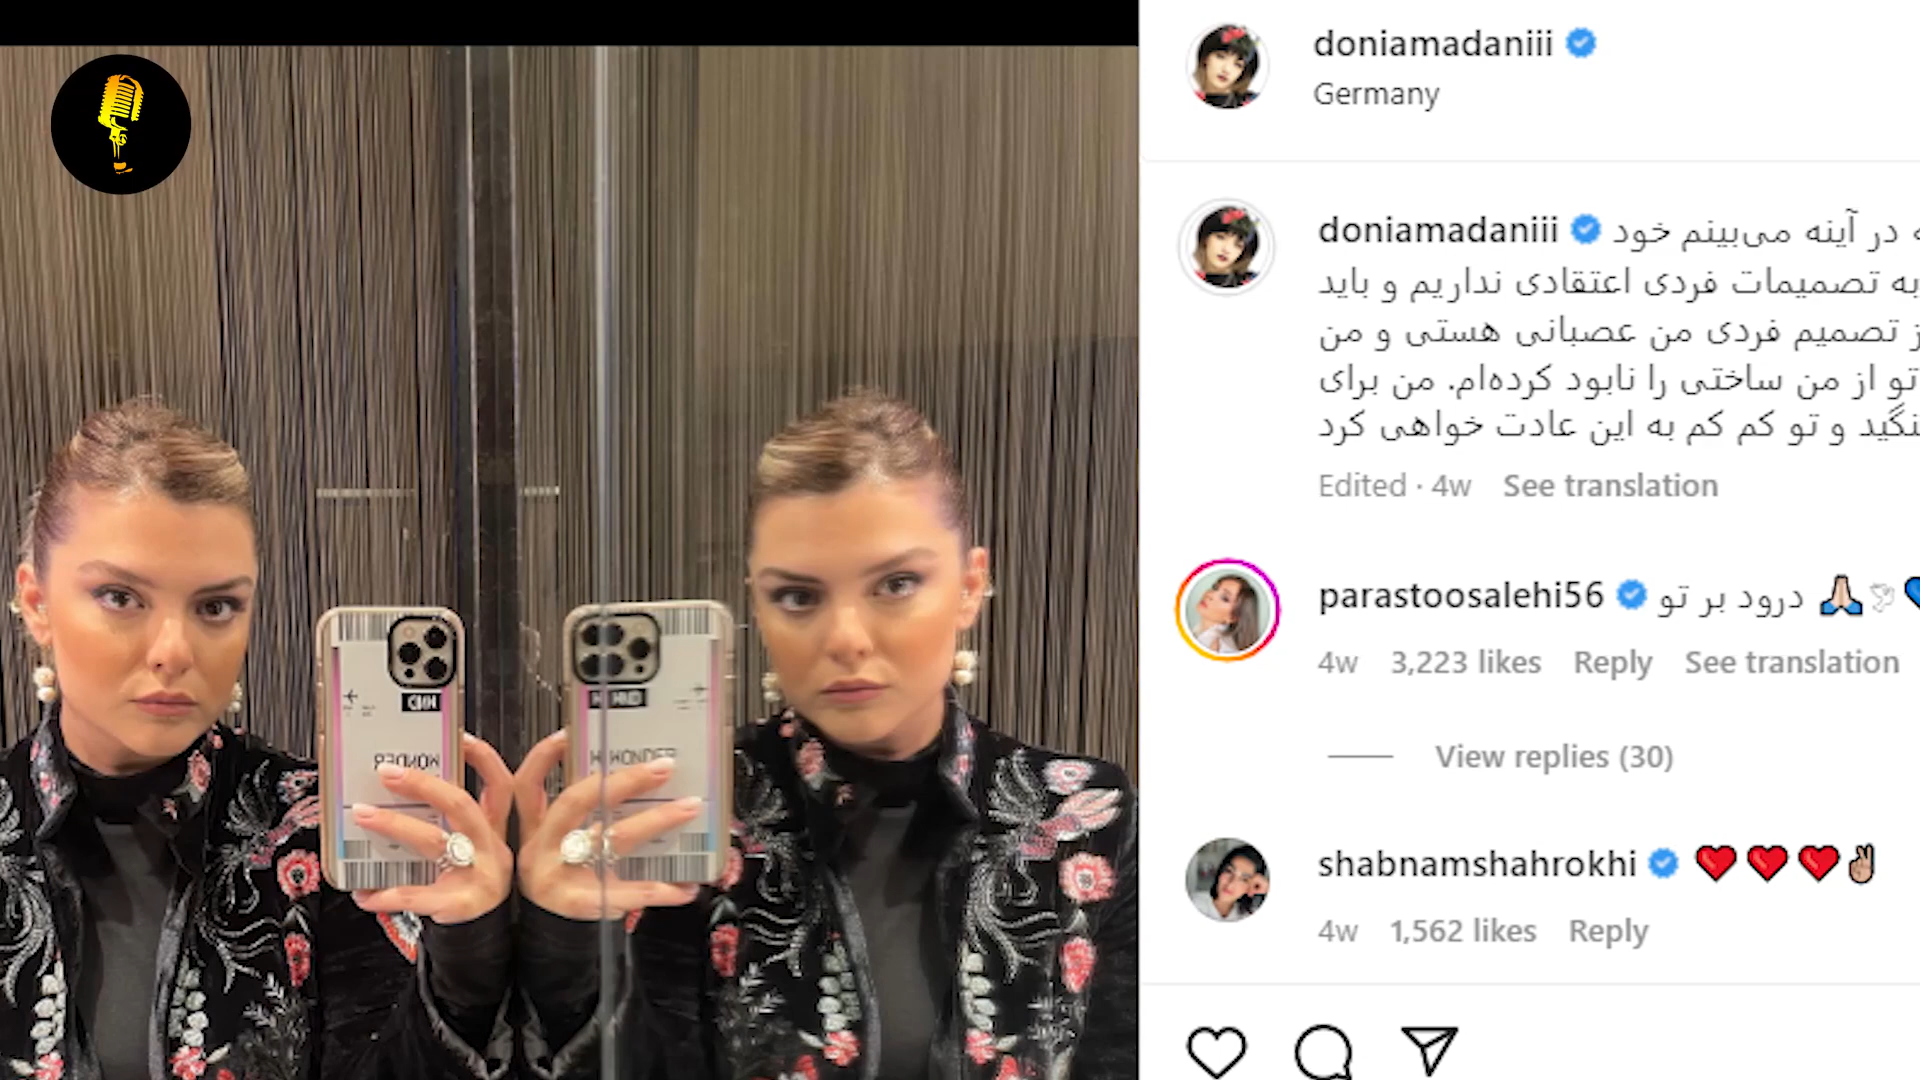 doniamadaniii
Germany
doniamadaniii در آینه می‌بینم خود
به تصمیمات فردی اعتقادی نداریم و باید
تصمیم فردی من عصبانی هستی و من
تو از من ساختی را نابود کرده‌ام. من برای
و تو کم کم به این عادت خواهی کرد
Edited · 4w See translation
parastoosalehi56 درود بر تو 🙏🏻🕊💙
4w 3,223 likes Reply See translation
View replies (30)
shabnamshahrokhi ❤️❤️❤️✌🏽
4w 1,562 likes Reply